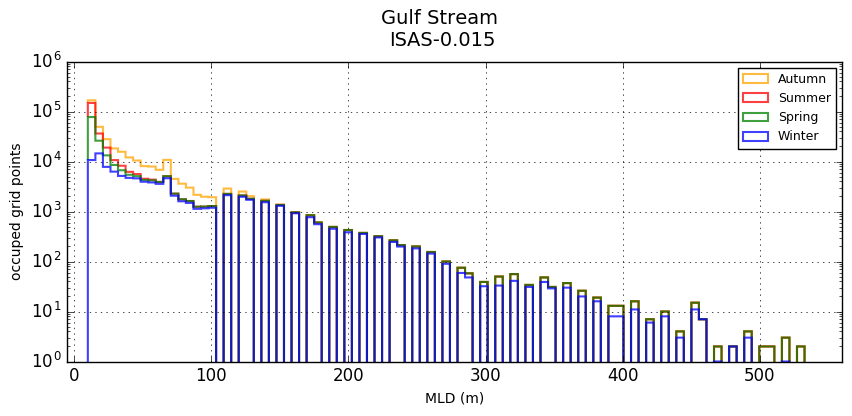 Gulf Stream
ISAS-0.015
10^6
10^5
10^4
10^3
10^2
10^1
10^0
occuped grid points
Autumn
Summer
Spring
Winter
0 100 200 300 400 500
MLD (m)